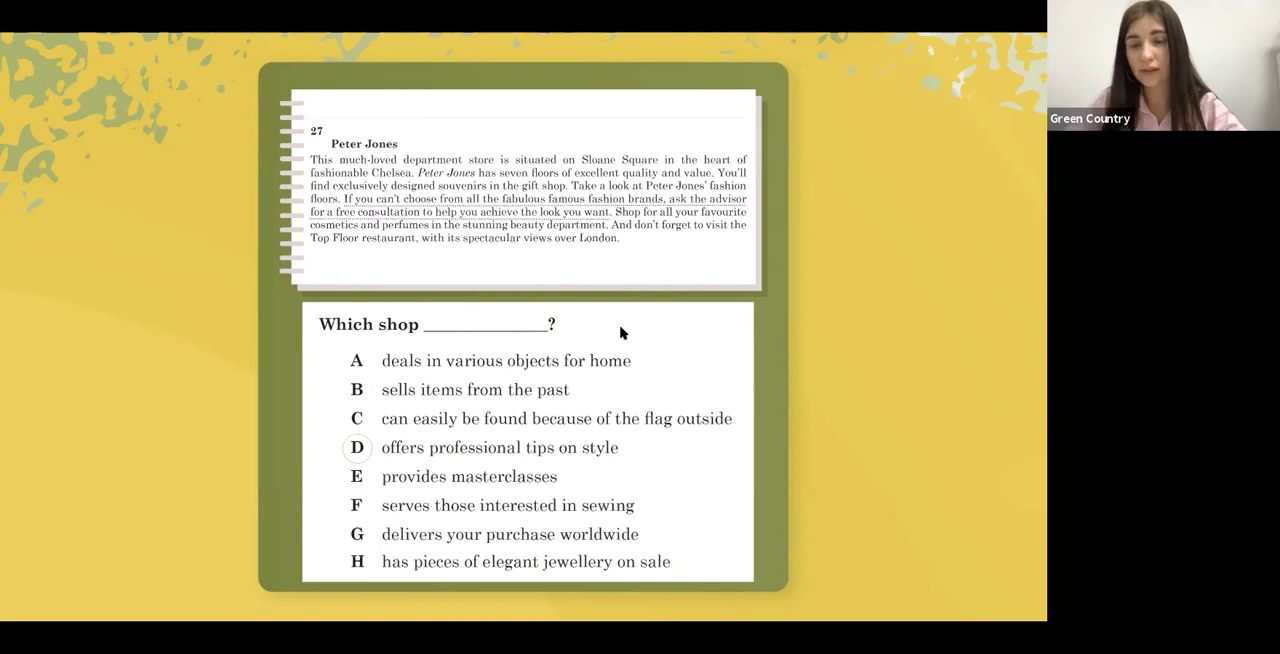 27
Peter Jones
This much-loved department store is situated on Sloane Square in the heart of
fashionable Chelsea. Peter Jones has seven floors of excellent quality and value. You'll
find exclusively designed souvenirs in the gift shop. Take a look at Peter Jones' fashion
floors. If you can't choose from all the fabulous famous fashion brands, ask the advisor
for a free consultation to help you achieve the look you want. Shop for all your favourite
cosmetics and perfumes in the stunning beauty department. And don't forget to visit the
Top Floor restaurant, with its spectacular views over London.
Which shop ______________?
A deals in various objects for home
B sells items from the past
C can easily be found because of the flag outside
D offers professional tips on style
E provides masterclasses
F serves those interested in sewing
G delivers your purchase worldwide
H has pieces of elegant jewellery on sale
Green Country